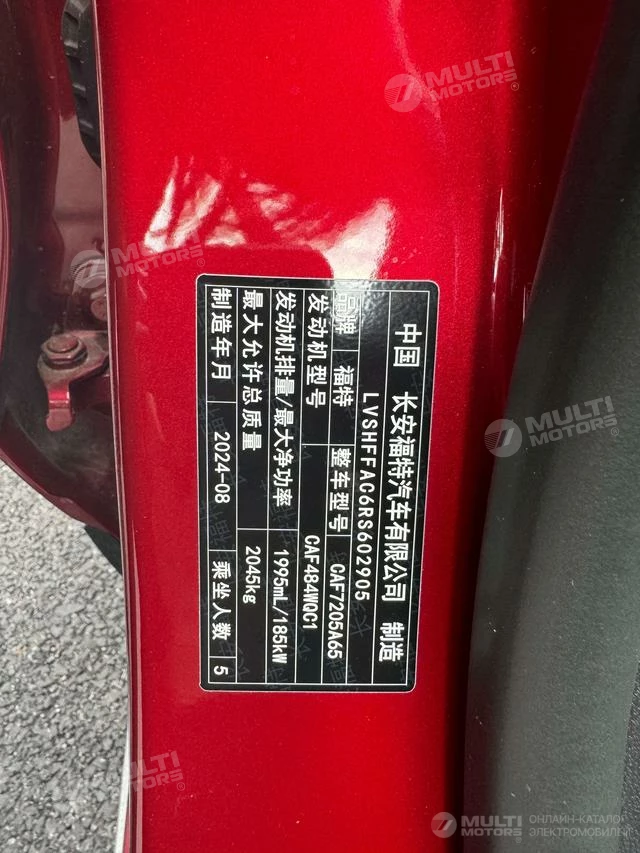 中国 长安福特汽车有限公司 制造
LVSHFFAC6RS602905
品牌 福特 整车型号 CAF7205A65
发动机型号 CAF484WQC1
发动机排量/最大净功率 1995mL/185kW
最大允许总质量 2045kg
制造年月 2024-08 乘坐人数 5
MULTI MOTORS®
MULTI MOTORS®
MULTI MOTORS®
MULTI MOTORS®
MULTI MOTORS® ОНЛАЙН-КАТАЛОГ ЭЛЕКТРОМОБИЛЕЙ